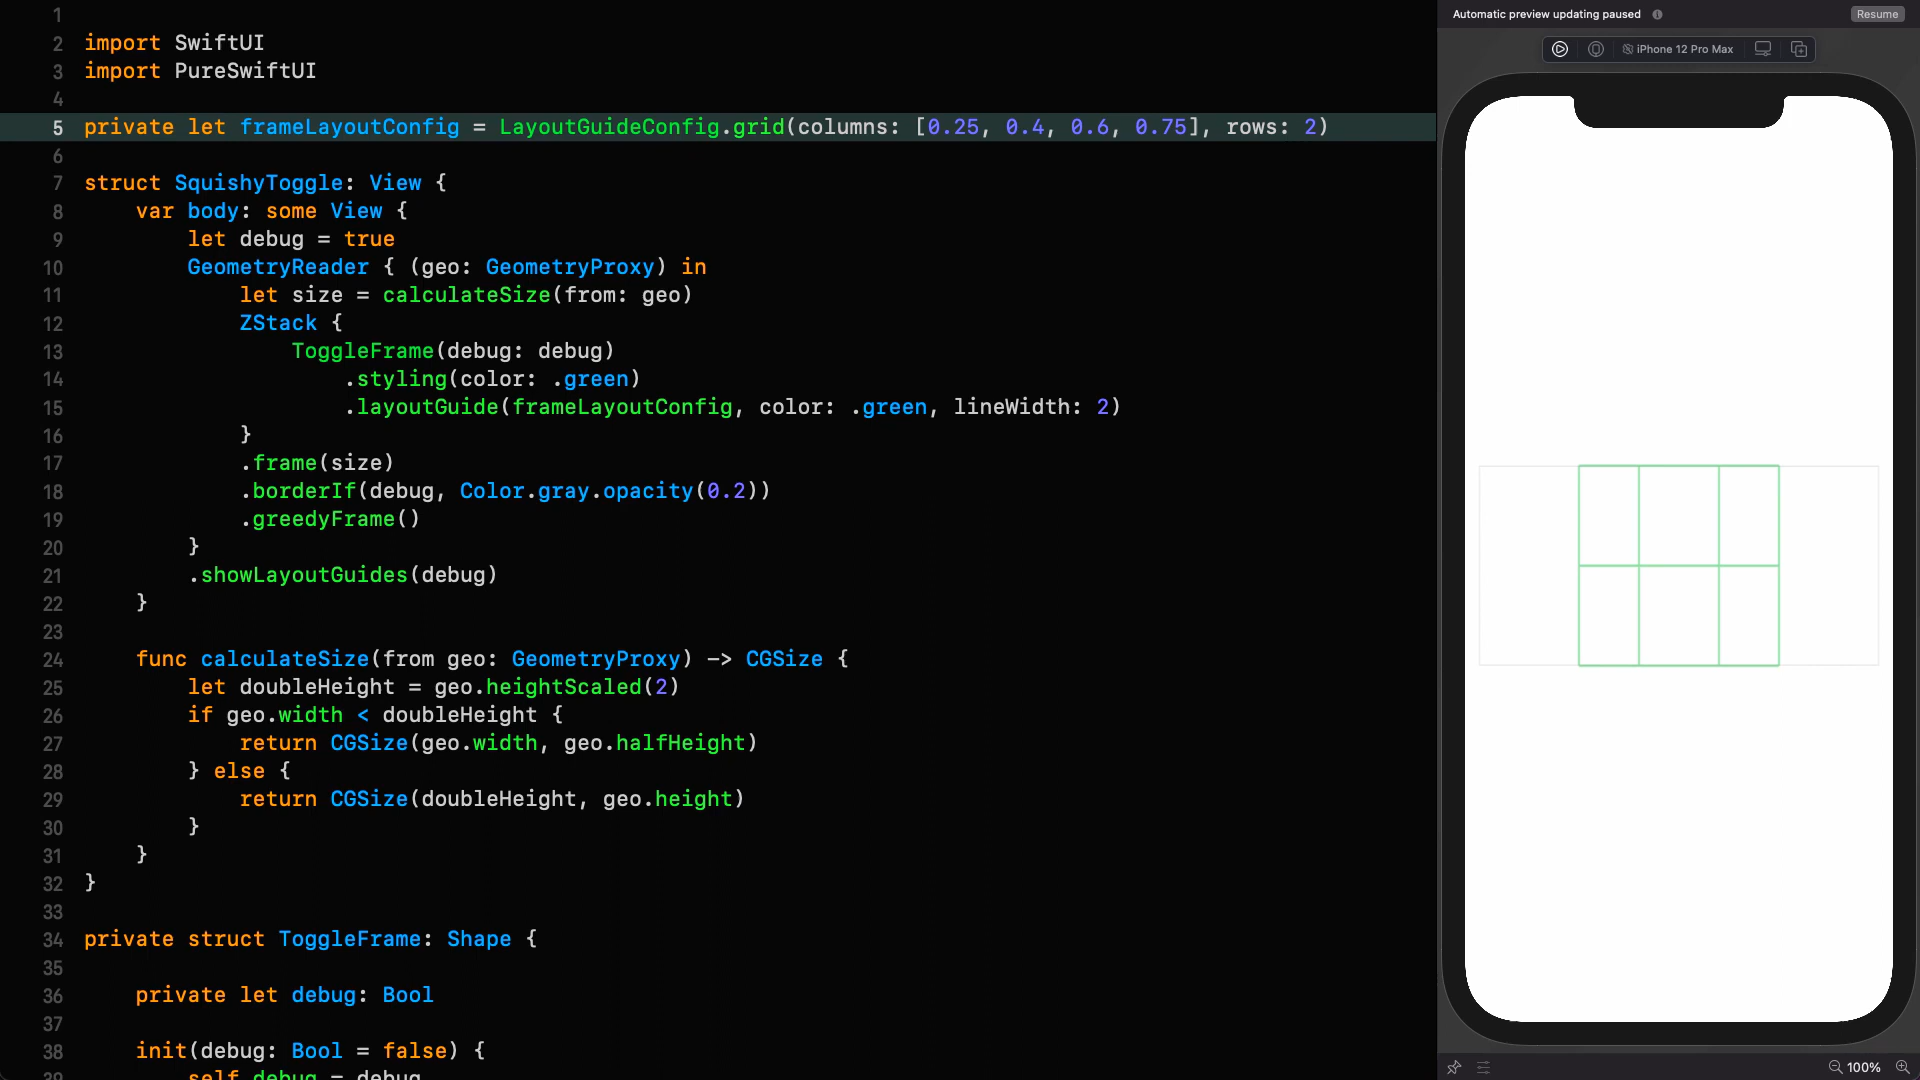 1
2 import SwiftUI
3 import PureSwiftUI
4
5 private let frameLayoutConfig = LayoutGuideConfig.grid(columns: [0.25, 0.4, 0.6, 0.75], rows: 2)
6
7 struct SquishyToggle: View {
8 var body: some View {
9 let debug = true
10 GeometryReader { (geo: GeometryProxy) in
11 let size = calculateSize(from: geo)
12 ZStack {
13 ToggleFrame(debug: debug)
14 .styling(color: .green)
15 .layoutGuide(frameLayoutConfig, color: .green, lineWidth: 2)
16 }
17 .frame(size)
18 .borderIf(debug, Color.gray.opacity(0.2))
19 .greedyFrame()
20 }
21 .showLayoutGuides(debug)
22 }
23
24 func calculateSize(from geo: GeometryProxy) -> CGSize {
25 let doubleHeight = geo.heightScaled(2)
26 if geo.width < doubleHeight {
27 return CGSize(geo.width, geo.halfHeight)
28 } else {
29 return CGSize(doubleHeight, geo.height)
30 }
31 }
32 }
33
34 private struct ToggleFrame: Shape {
35
36 private let debug: Bool
37
38 init(debug: Bool = false) {
39 self.debug = debug
Automatic preview updating paused
Resume
iPhone 12 Pro Max
100%